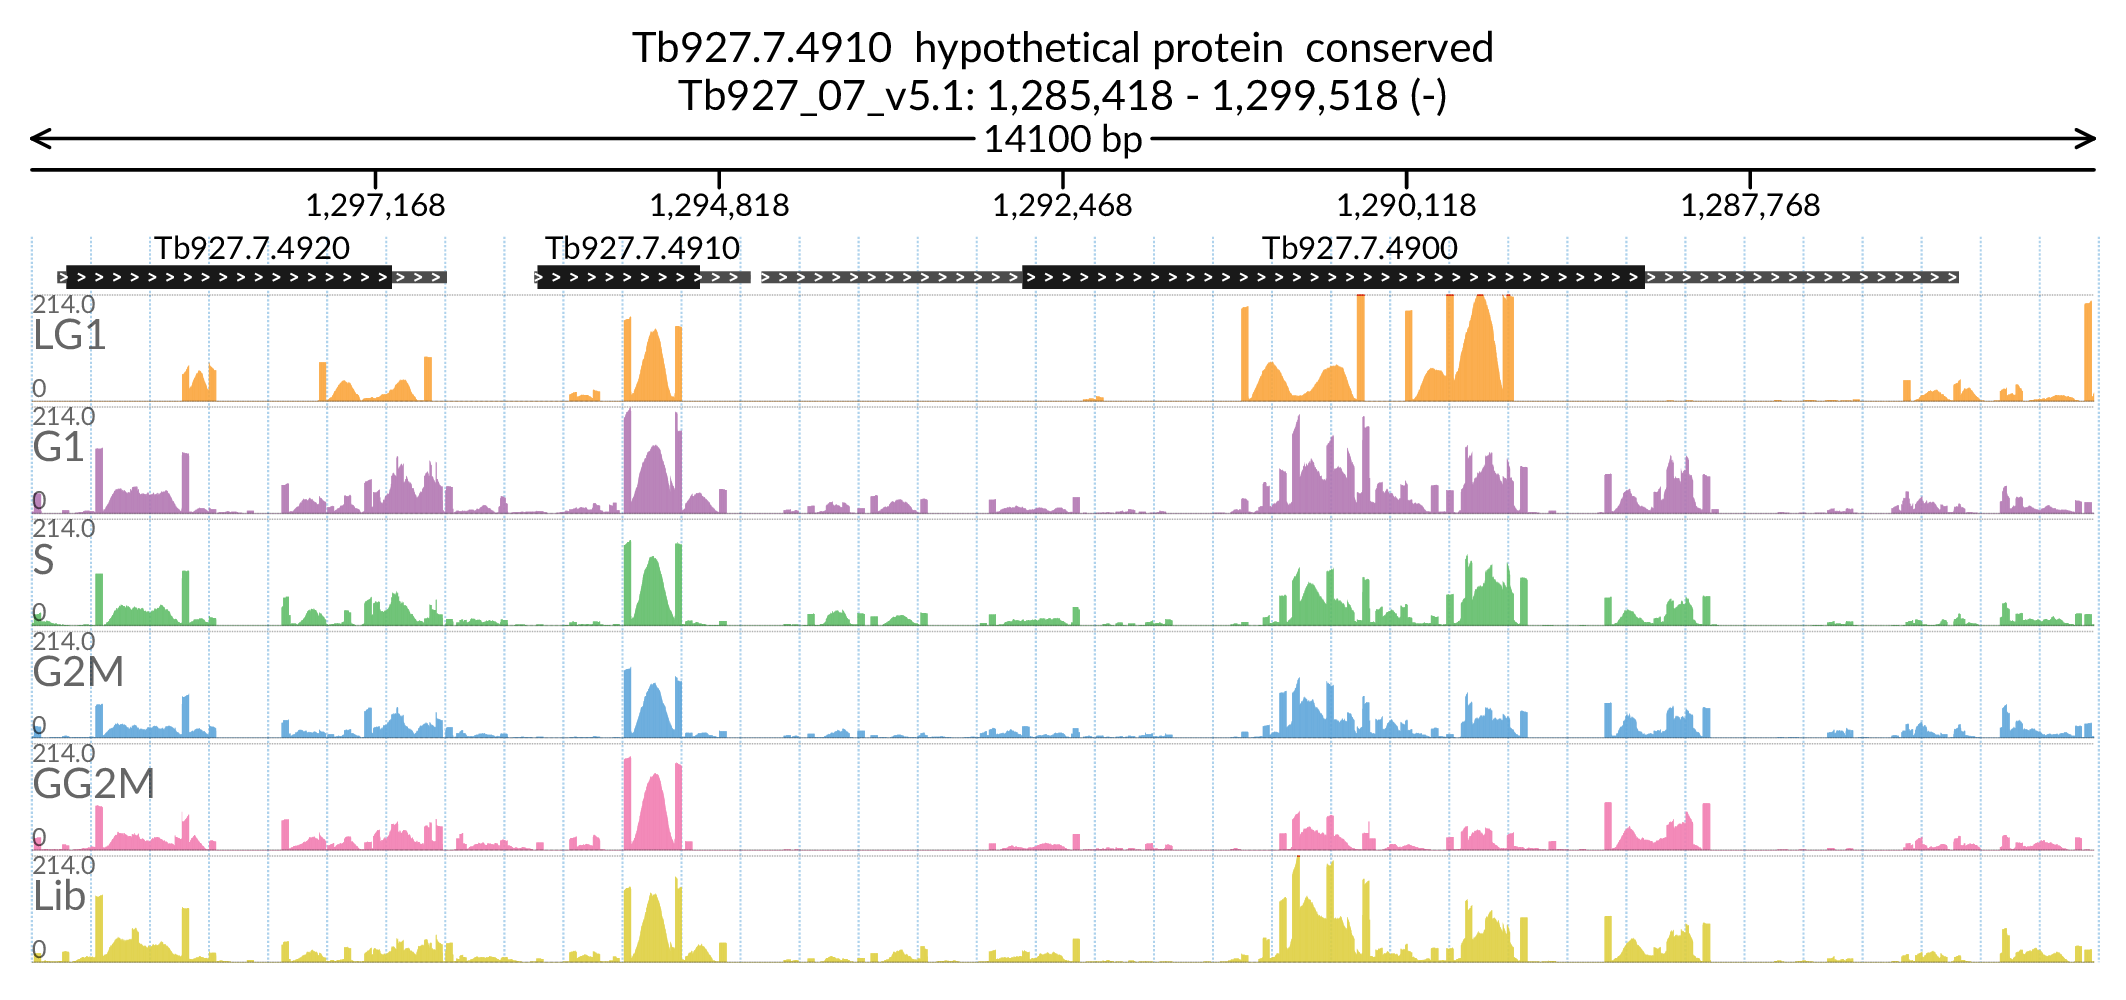 Tb927.7.4910 hypothetical protein conserved
Tb927_07_v5.1: 1,285,418 - 1,299,518 (-)
14100 bp
1,297,168 1,294,818 1,292,468 1,290,118 1,287,768
Tb927.7.4920 Tb927.7.4910 Tb927.7.4900
214.0
LG1
0
214.0
G1
0
214.0
S
0
214.0
G2M
0
214.0
GG2M
0
214.0
Lib
0